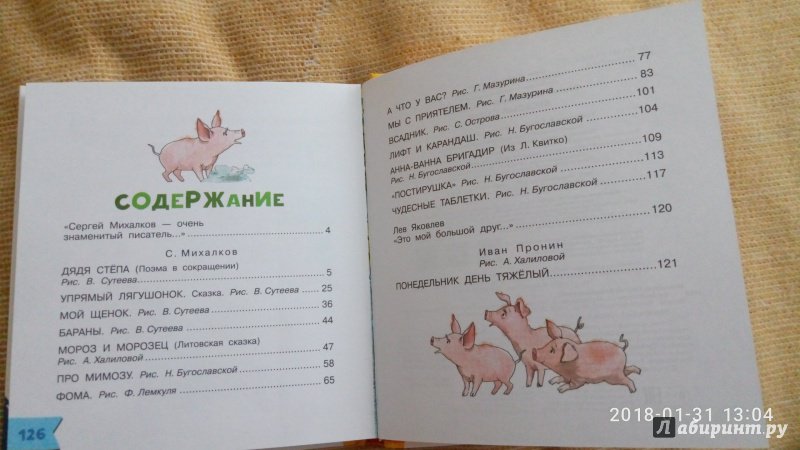 СОДЕРЖАНИЕ
«Сергей Михалков — очень
знаменитый писатель...» 4
С. Михалков
ДЯДЯ СТЁПА (Поэма в сокращении)
Рис. В. Сутеева 5
УПРЯМЫЙ ЛЯГУШОНОК. Сказка. Рис. В. Сутеева 25
МОЙ ЩЕНОК. Рис. В. Сутеева 36
БАРАНЫ. Рис. В. Сутеева 44
МОРОЗ И МОРОЗЕЦ (Литовская сказка)
Рис. А. Халиловой 47
ПРО МИМОЗУ. Рис. Н. Бугославской 58
ФОМА. Рис. Ф. Лемкуля 65
126
А ЧТО У ВАС? Рис. Г. Мазурина 77
МЫ С ПРИЯТЕЛЕМ. Рис. Г. Мазурина 83
ВСАДНИК. Рис. С. Острова 101
ЛИФТ И КАРАНДАШ. Рис. Н. Бугославской 104
АННА-ВАННА БРИГАДИР (Из Л. Квитко)
Рис. Н. Бугославской 109
«ПОСТИРУШКА» Рис. Н. Бугославской 113
ЧУДЕСНЫЕ ТАБЛЕТКИ. Рис. Н. Бугославской 117
Лев Яковлев
«Это мой большой друг...» 120
Иван Пронин
Рис. А. Халиловой
ПОНЕДЕЛЬНИК ДЕНЬ ТЯЖЁЛЫЙ 121
2018-01-31 13:04
Лабиринт.ру